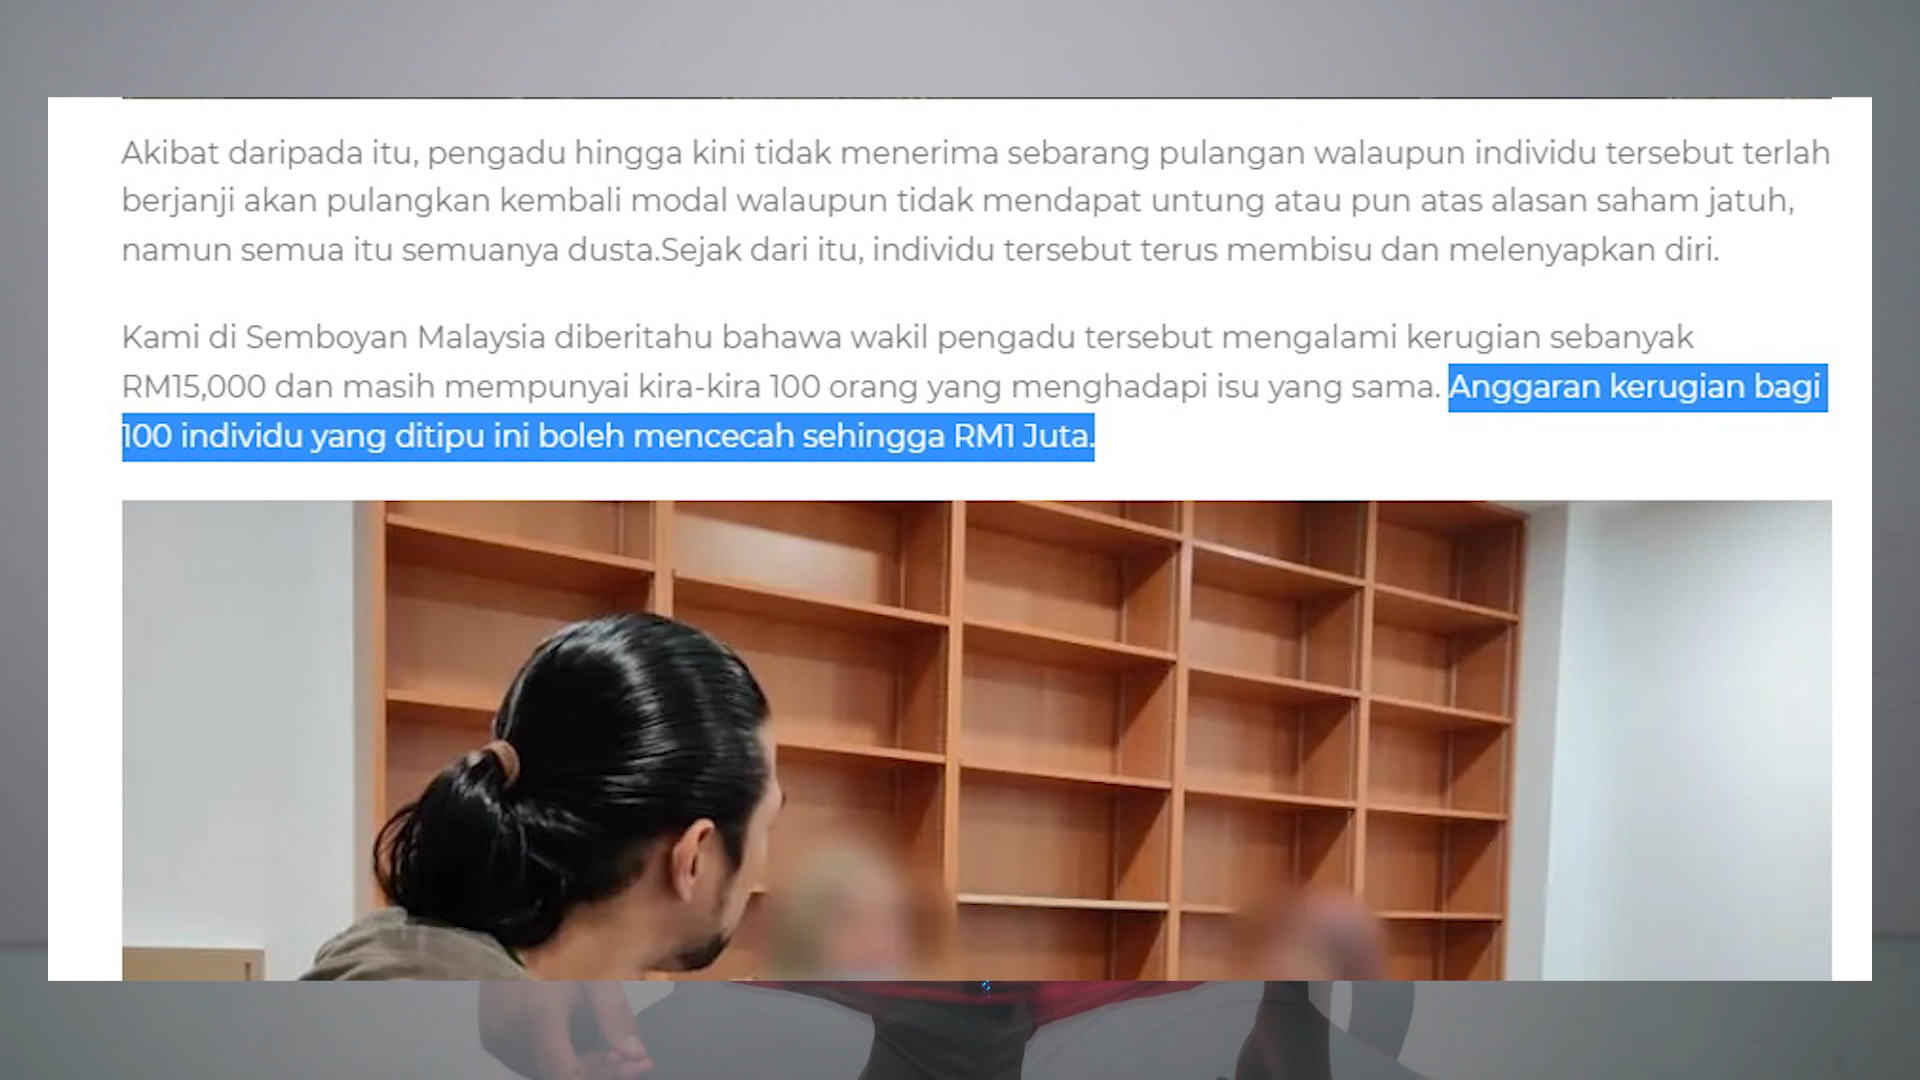 Akibat daripada itu, pengadu hingga kini tidak menerima sebarang pulangan walaupun individu tersebut terlah
berjanji akan pulangkan kembali modal walaupun tidak mendapat untung atau pun atas alasan saham jatuh,
namun semua itu semuanya dusta.Sejak dari itu, individu tersebut terus membisu dan melenyapkan diri.
Kami di Semboyan Malaysia diberitahu bahawa wakil pengadu tersebut mengalami kerugian sebanyak
RM15,000 dan masih mempunyai kira-kira 100 orang yang menghadapi isu yang sama. Anggaran kerugian bagi
100 individu yang ditipu ini boleh mencecah sehingga RM1 Juta.